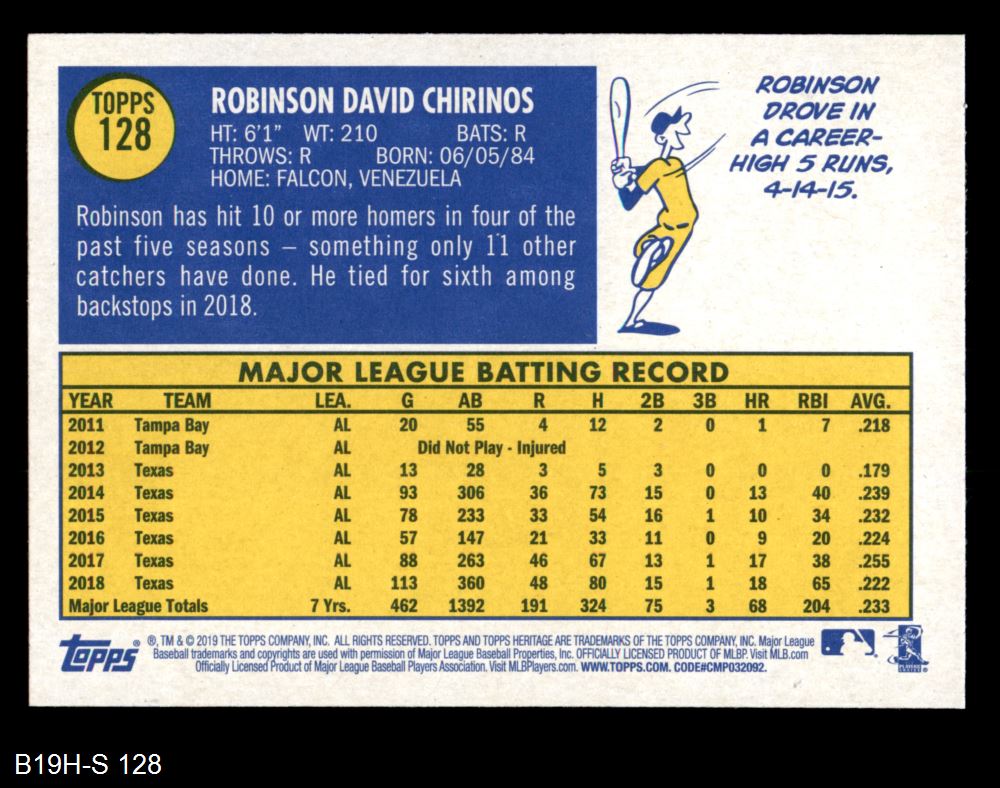 TOPPS
128
ROBINSON DAVID CHIRINOS
HT: 6'1" WT: 210 BATS: R
THROWS: R BORN: 06/05/84
HOME: FALCON, VENEZUELA
Robinson has hit 10 or more homers in four of the
past five seasons – something only 11 other
catchers have done. He tied for sixth among
backstops in 2018.
ROBINSON
DROVE IN
A CAREER-
HIGH 5 RUNS,
4-14-15.
MAJOR LEAGUE BATTING RECORD
YEAR TEAM LEA. G AB R H 2B 3B HR RBI AVG.
2011 Tampa Bay AL 20 55 4 12 2 0 1 7 .218
2012 Tampa Bay AL Did Not Play - Injured
2013 Texas AL 13 28 3 5 3 0 0 0 .179
2014 Texas AL 93 306 36 73 15 0 13 40 .239
2015 Texas AL 78 233 33 54 16 1 10 34 .232
2016 Texas AL 57 147 21 33 11 0 9 20 .224
2017 Texas AL 88 263 46 67 13 1 17 38 .255
2018 Texas AL 113 360 48 80 15 1 18 65 .222
Major League Totals 7 Yrs. 462 1392 191 324 75 3 68 204 .233
Topps ® ®, TM & © 2019 THE TOPPS COMPANY, INC. ALL RIGHTS RESERVED. TOPPS AND TOPPS HERITAGE ARE TRADEMARKS OF THE TOPPS COMPANY, INC. Major League
Baseball trademarks and copyrights are used with permission of Major League Baseball Properties, Inc. OFFICIALLY LICENSED PRODUCT OF MLBP. Visit MLB.com
Officially Licensed Product of Major League Baseball Players Association. Visit MLBPlayers.com. WWW.TOPPS.COM. CODE#CMP032092.
B19H-S 128